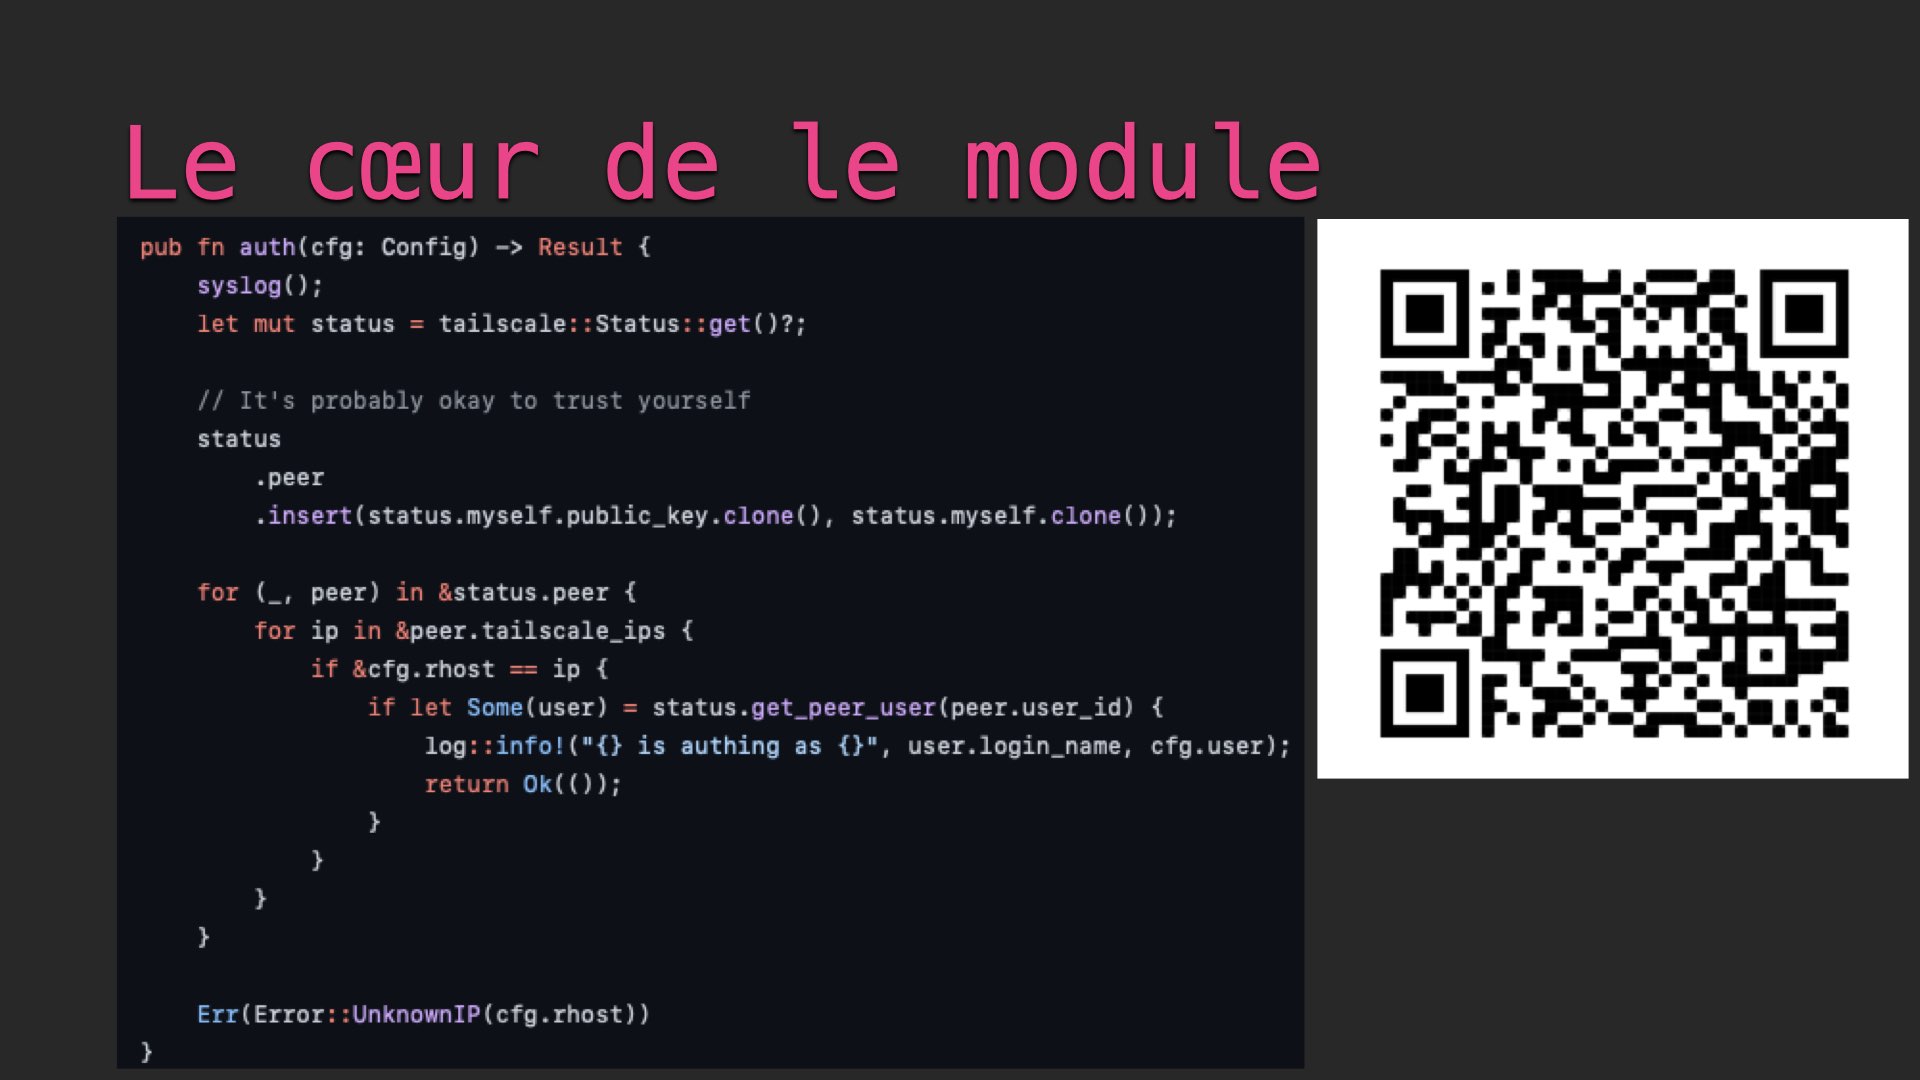 Le cœur de le module
pub fn auth(cfg: Config) -> Result {
    syslog();
    let mut status = tailscale::Status::get()?;

    // It's probably okay to trust yourself
    status
        .peer
        .insert(status.myself.public_key.clone(), status.myself.clone());

    for (_, peer) in &status.peer {
        for ip in &peer.tailscale_ips {
            if &cfg.rhost == ip {
                if let Some(user) = status.get_peer_user(peer.user_id) {
                    log::info!("{} is authing as {}", user.login_name, cfg.user);
                    return Ok(());
                }
            }
        }
    }

    Err(Error::UnknownIP(cfg.rhost))
}